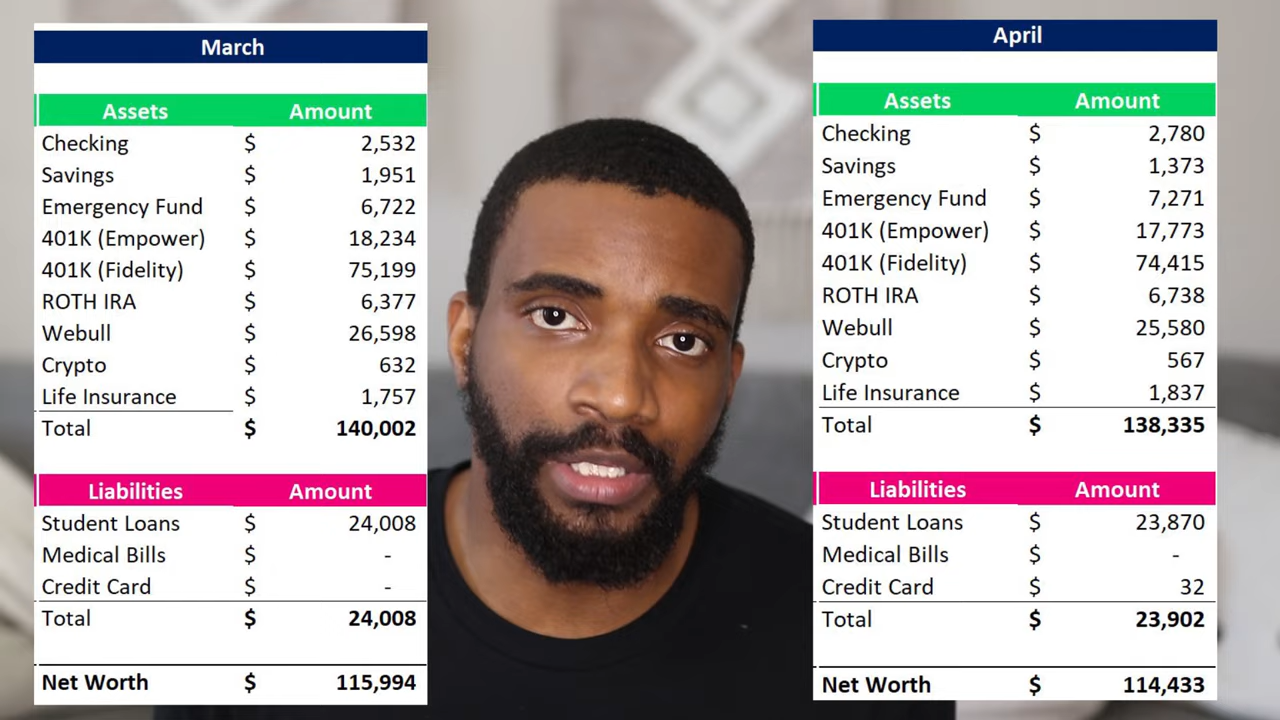 March
Assets Amount
Checking $ 2,532
Savings $ 1,951
Emergency Fund $ 6,722
401K (Empower) $ 18,234
401K (Fidelity) $ 75,199
ROTH IRA $ 6,377
Webull $ 26,598
Crypto $ 632
Life Insurance $ 1,757
Total $ 140,002
Liabilities Amount
Student Loans $ 24,008
Medical Bills $ -
Credit Card $ -
Total $ 24,008
Net Worth $ 115,994
April
Assets Amount
Checking $ 2,780
Savings $ 1,373
Emergency Fund $ 7,271
401K (Empower) $ 17,773
401K (Fidelity) $ 74,415
ROTH IRA $ 6,738
Webull $ 25,580
Crypto $ 567
Life Insurance $ 1,837
Total $ 138,335
Liabilities Amount
Student Loans $ 23,870
Medical Bills $ -
Credit Card $ 32
Total $ 23,902
Net Worth $ 114,433